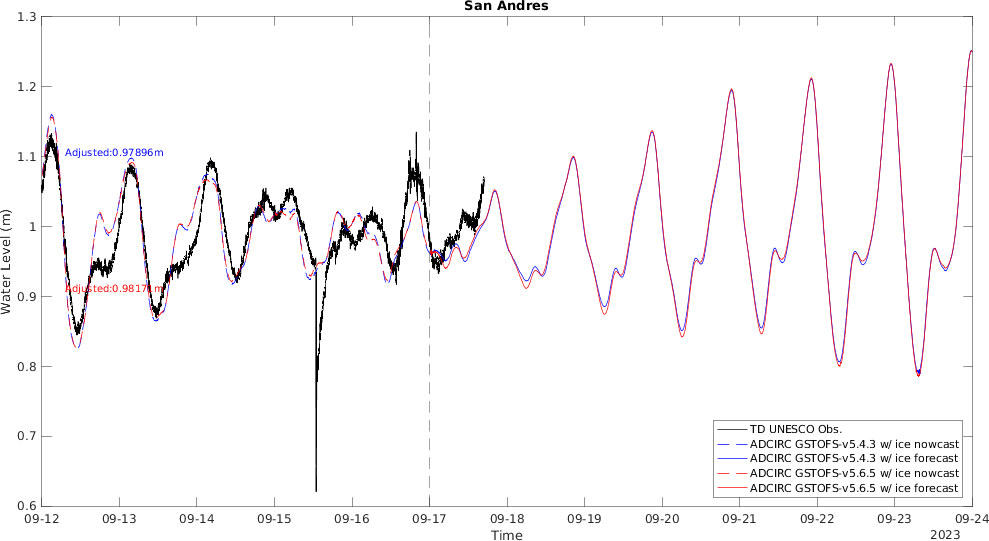 San Andres
1.3
1.2
1.1
1
0.9
0.8
0.7
0.6
Water Level (m)
Adjusted:0.97896m
TD UNESCO Obs.
ADCIRC GSTOFS-v5.4.3 w/ ice nowcast
ADCIRC GSTOFS-v5.4.3 w/ ice forecast
ADCIRC GSTOFS-v5.6.5 w/ ice nowcast
ADCIRC GSTOFS-v5.6.5 w/ ice forecast
09-12 09-13 09-14 09-15 09-16 09-17 09-18 09-19 09-20 09-21 09-22 09-23 09-24
Time
2023